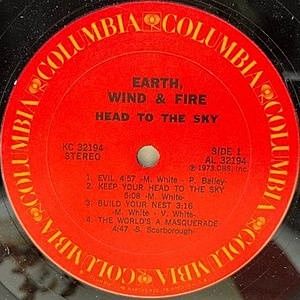 COLUMBIA COLUMBIA COLUMBIA COLUMBIA COLUMBIA COLUMBIA
EARTH,
WIND & FIRE
HEAD TO THE SKY
KC 32194
STEREO
SIDE 1
AL 32194
℗ 1973 CBS, Inc.
1. EVIL 4:57 -M. White- P. Bailey-
2. KEEP YOUR HEAD TO THE SKY
5:08 -M. White-
3. BUILD YOUR NEST 3:16
-M. White- V. White-
4. THE WORLD'S A MASQUERADE
4:47 -S. Scarborough-